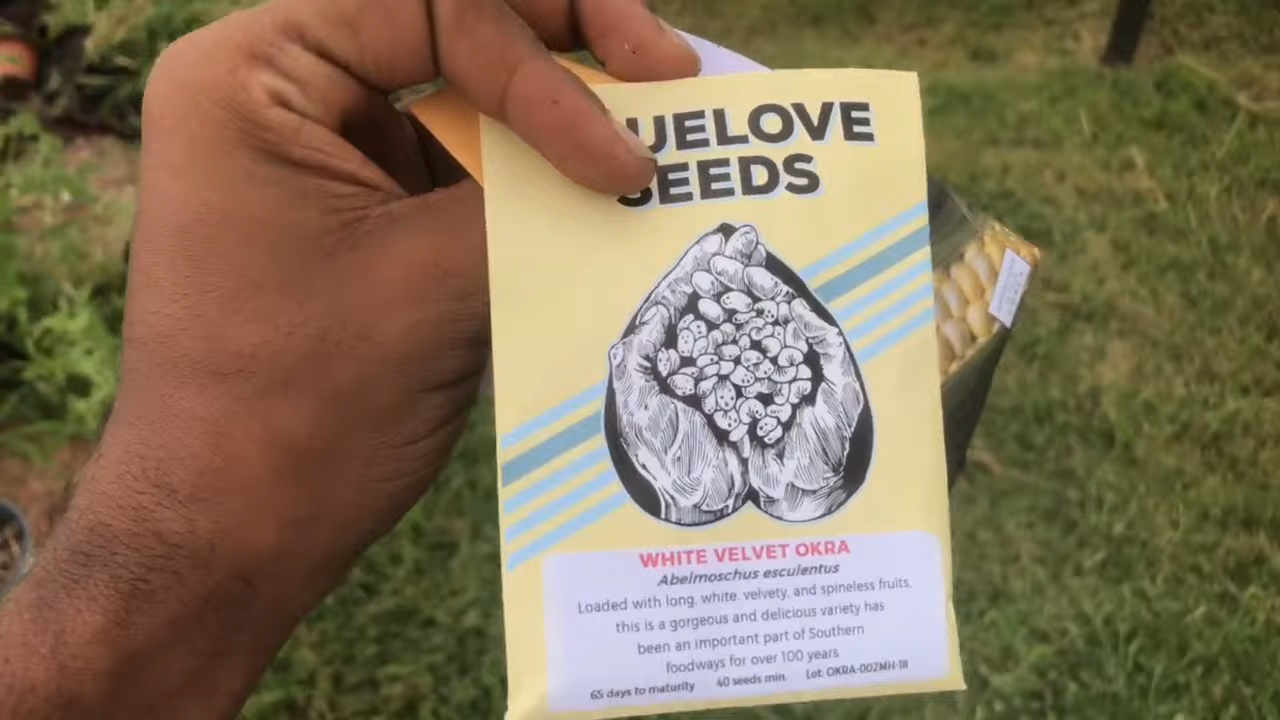 UELOVE
SEEDS
WHITE VELVET OKRA
Abelmoschus esculentus
Loaded with long, white, velvety, and spineless fruits,
this is a gorgeous and delicious variety has
been an important part of Southern
foodways for over 100 years
65 days to maturity 40 seeds min Lot: OKRA-002MH-18